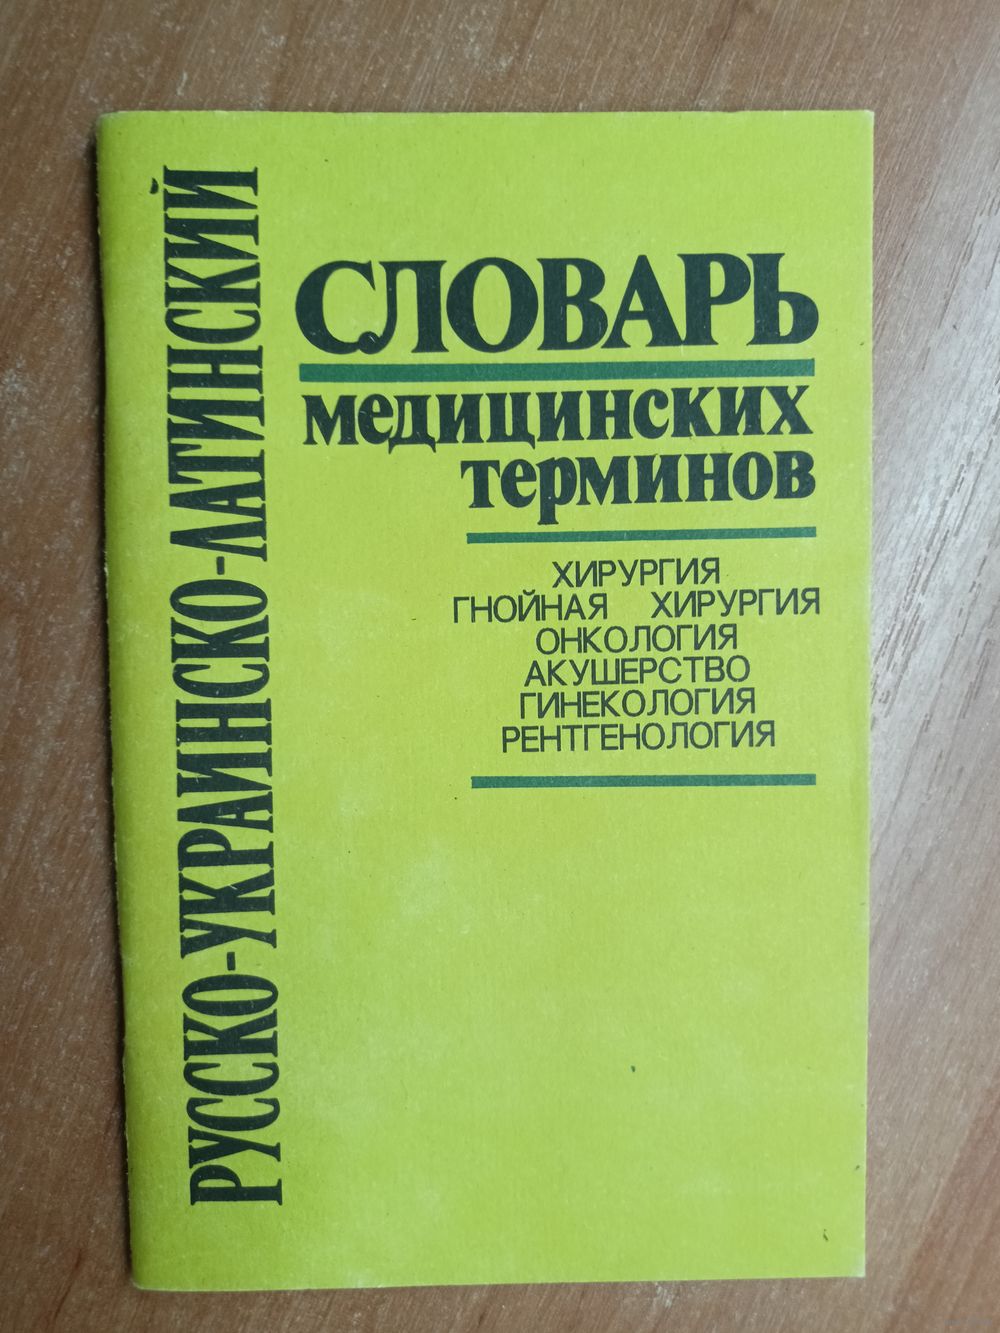 РУССКО-УКРАИНСКО-ЛАТИНСКИЙ
СЛОВАРЬ
медицинских
терминов
ХИРУРГИЯ
ГНОЙНАЯ ХИРУРГИЯ
ОНКОЛОГИЯ
АКУШЕРСТВО
ГИНЕКОЛОГИЯ
РЕНТГЕНОЛОГИЯ